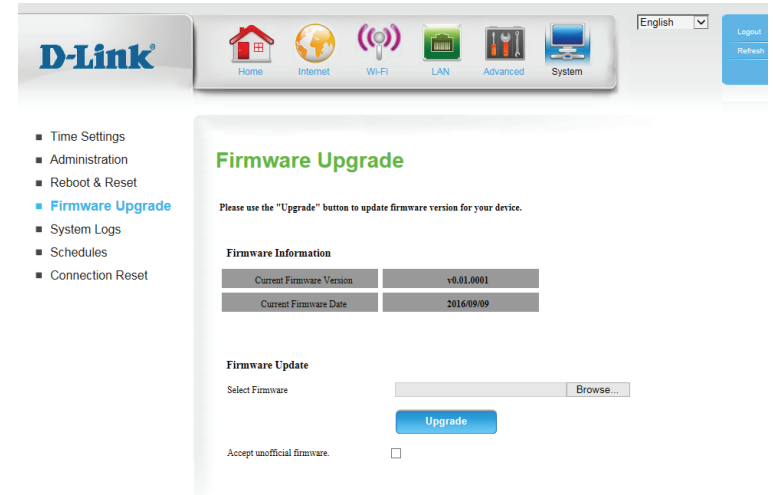 English
Logout
Refresh
D-Link®
Home Internet Wi-Fi LAN Advanced System
Time Settings
Administration
Reboot & Reset
Firmware Upgrade
System Logs
Schedules
Connection Reset
Firmware Upgrade
Please use the "Upgrade" button to update firmware version for your device.
Firmware Information
Current Firmware Version v0.01.0001
Current Firmware Date 2016/09/09
Firmware Update
Select Firmware Browse...
Upgrade
Accept unofficial firmware.